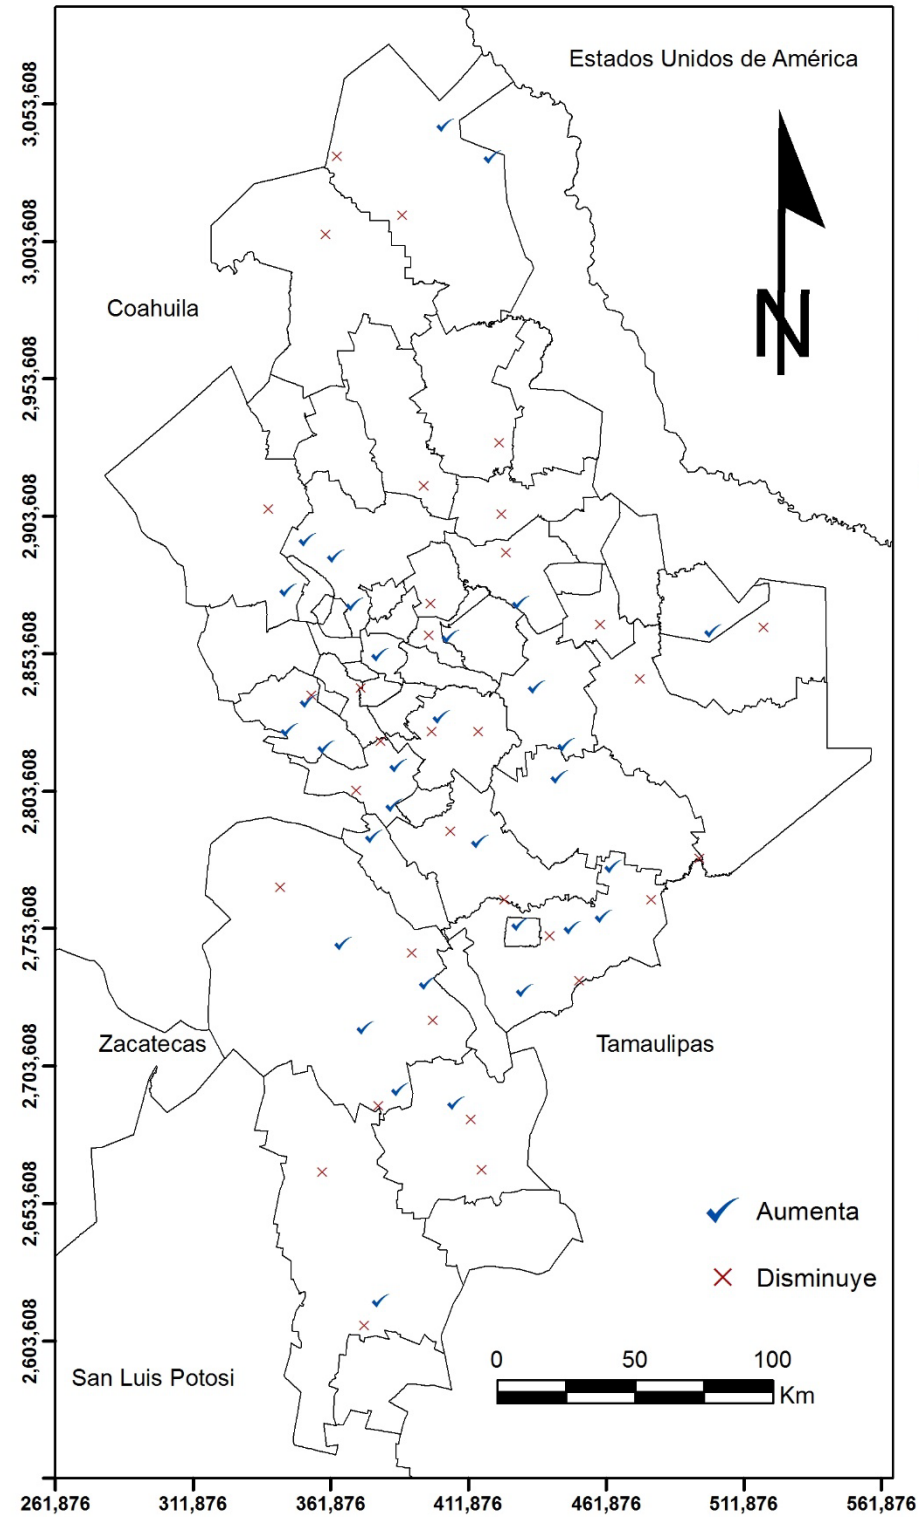 Estados Unidos de América
3,053,608
3,003,608
N
Coahuila
2,953,608
2,903,608
2,853,608
2,803,608
2,753,608
Zacatecas
Tamaulipas
2,703,608
2,653,608
Aumenta
Disminuye
2,603,608
San Luis Potosi
0 50 100
Km
261,876 311,876 361,876 411,876 461,876 511,876 561,876